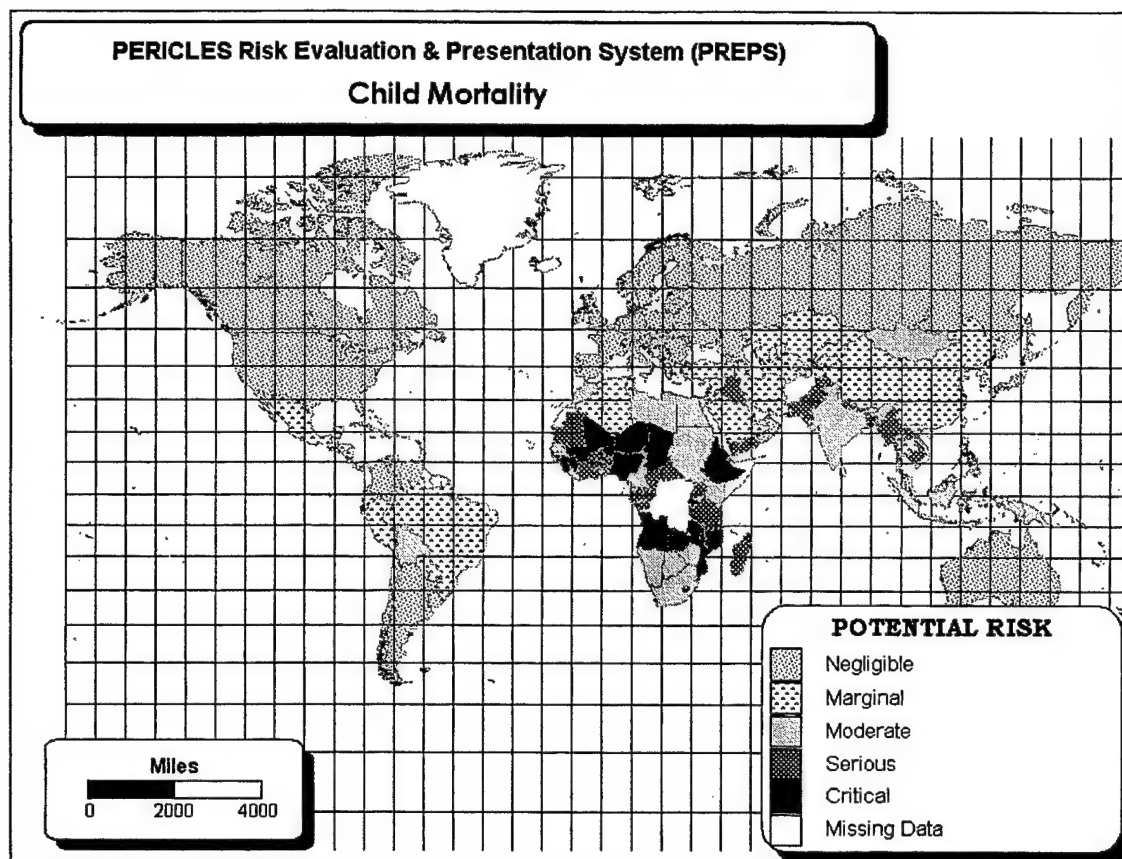 PERICLES Risk Evaluation & Presentation System (PREPS)
Child Mortality
POTENTIAL RISK
Negligible
Marginal
Moderate
Serious
Critical
Missing Data
Miles
0 2000 4000